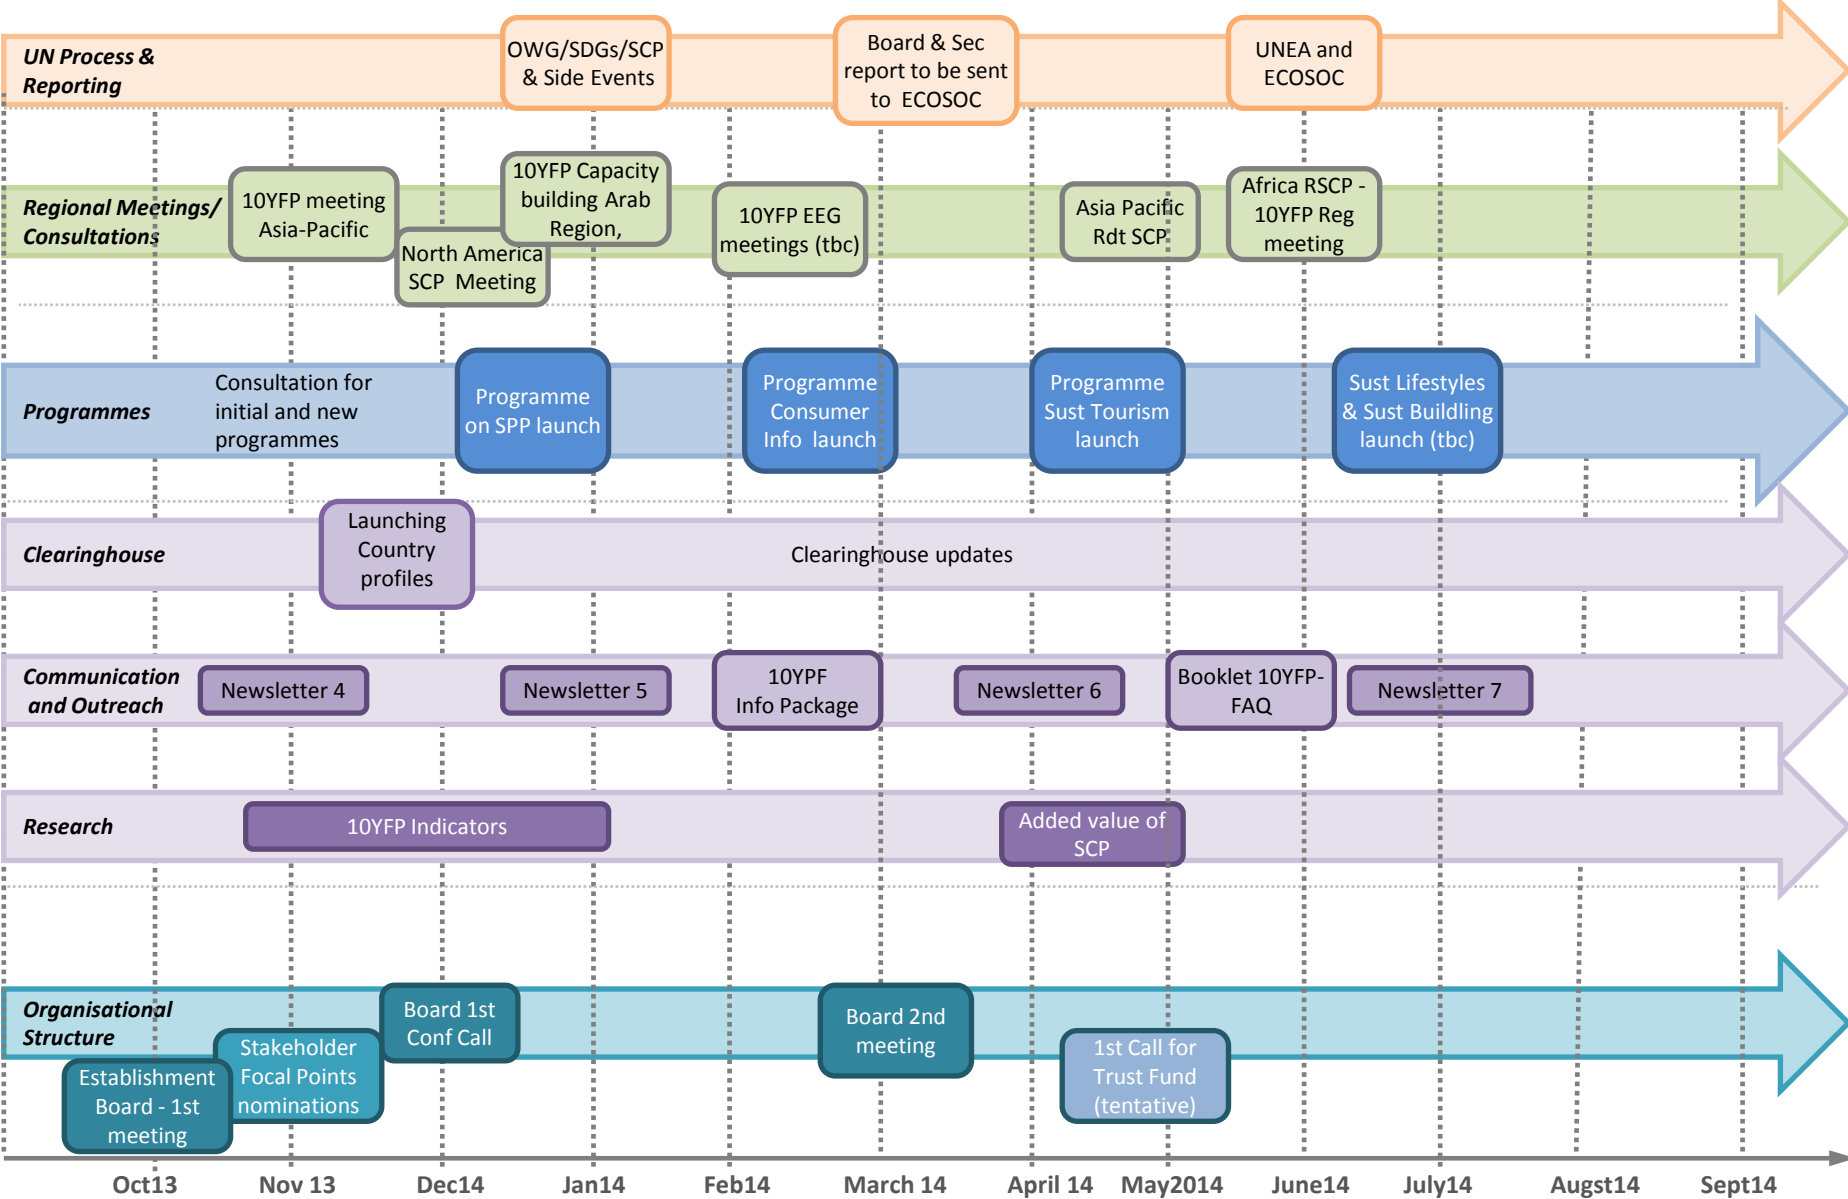 UN Process &
Reporting
OWG/SDGs/SCP
& Side Events
Board & Sec
report to be sent
to ECOSOC
UNEA and
ECOSOC
Regional Meetings/
Consultations
10YFP meeting
Asia-Pacific
North America
SCP Meeting
10YFP Capacity
building Arab
Region,
10YFP EEG
meetings (tbc)
Asia Pacific
Rdt SCP
Africa RSCP -
10YFP Reg
meeting
Programmes
Consultation for
initial and new
programmes
Programme
on SPP launch
Programme
Consumer
Info launch
Programme
Sust Tourism
launch
Sust Lifestyles
& Sust Buildling
launch (tbc)
Clearinghouse
Launching
Country
profiles
Clearinghouse updates
Communication
and Outreach
Newsletter 4
Newsletter 5
10YPF
Info Package
Newsletter 6
Booklet 10YFP-
FAQ
Newsletter 7
Research
10YFP Indicators
Added value of
SCP
Organisational
Structure
Establishment
Board - 1st
meeting
Stakeholder
Focal Points
nominations
Board 1st
Conf Call
Board 2nd
meeting
1st Call for
Trust Fund
(tentative)
Oct13 Nov 13 Dec14 Jan14 Feb14 March 14 April 14 May2014 June14 July14 Augst14 Sept14